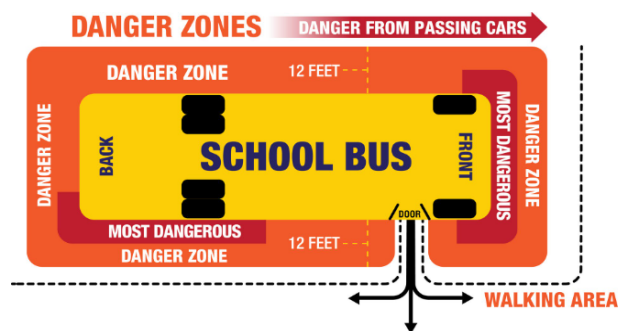 DANGER ZONES
DANGER FROM PASSING CARS
DANGER ZONE
12 FEET
DANGER ZONE
BACK
SCHOOL BUS
FRONT
MOST DANGEROUS
DANGER ZONE
DOOR
MOST DANGEROUS
12 FEET
DANGER ZONE
WALKING AREA